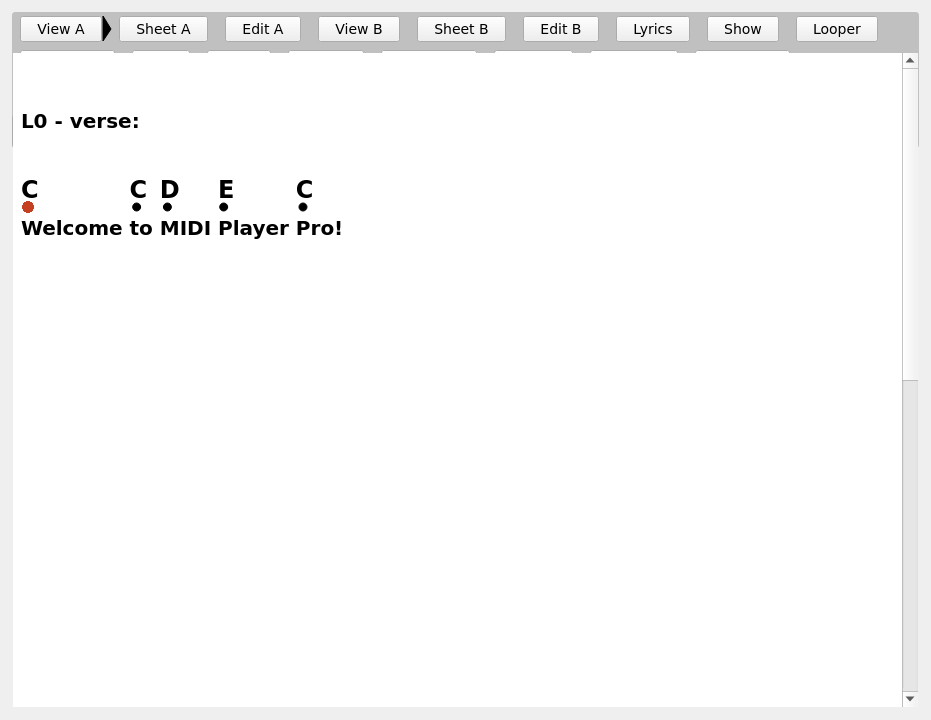 View A Sheet A Edit A View B Sheet B Edit B Lyrics Show Looper
L0 - verse:
C C D E C
Welcome to MIDI Player Pro!